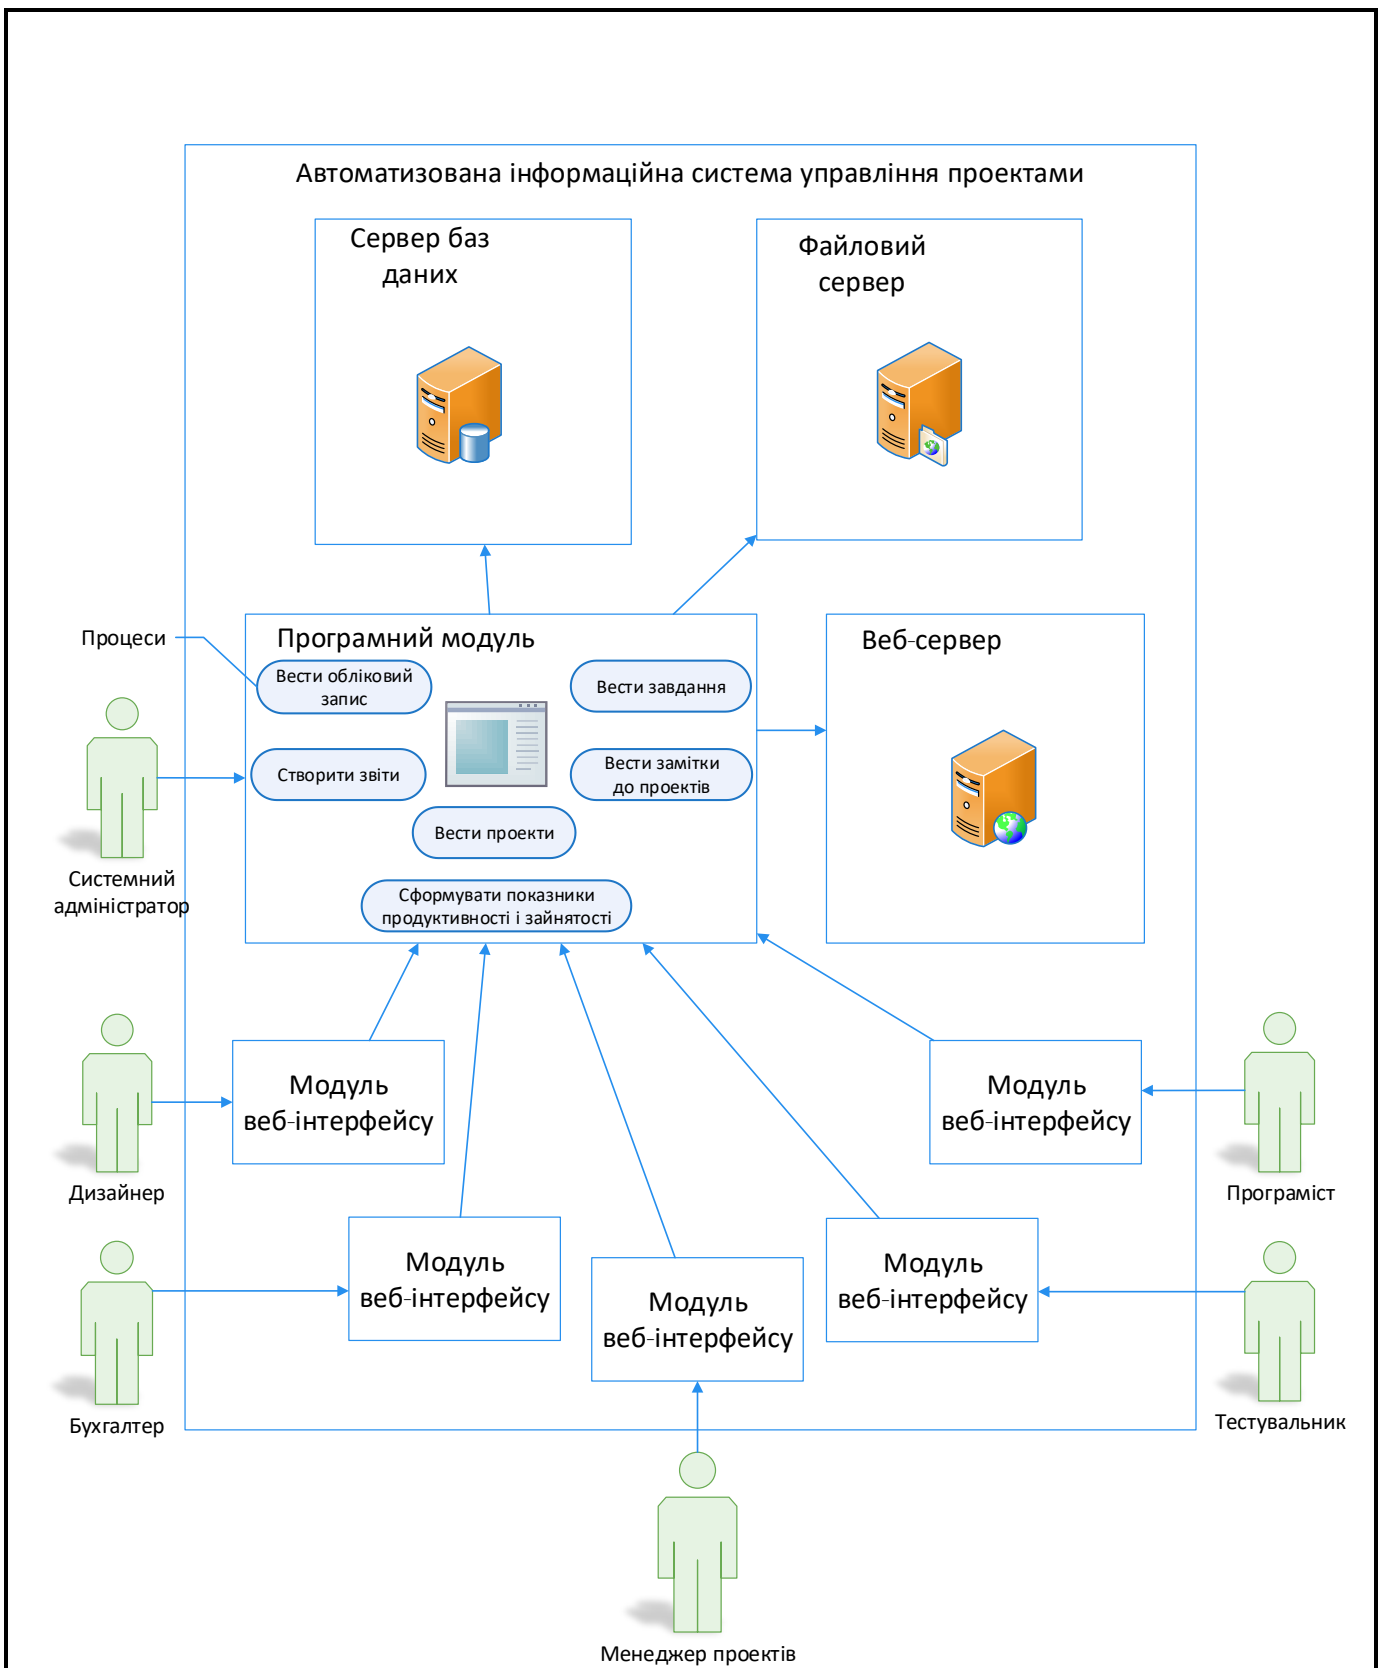 Автоматизована інформаційна система управління проектами
Сервер баз
даних
Файловий
сервер
Процеси
Програмний модуль
Вести обліковий
запис
Вести завдання
Створити звіти
Вести замітки
до проектів
Вести проекти
Сформувати показники
продуктивності і зайнятості
Веб-сервер
Системний
адміністратор
Модуль
веб-інтерфейсу
Модуль
веб-інтерфейсу
Дизайнер
Програміст
Модуль
веб-інтерфейсу
Модуль
веб-інтерфейсу
Модуль
веб-інтерфейсу
Бухгалтер
Тестувальник
Менеджер проектів